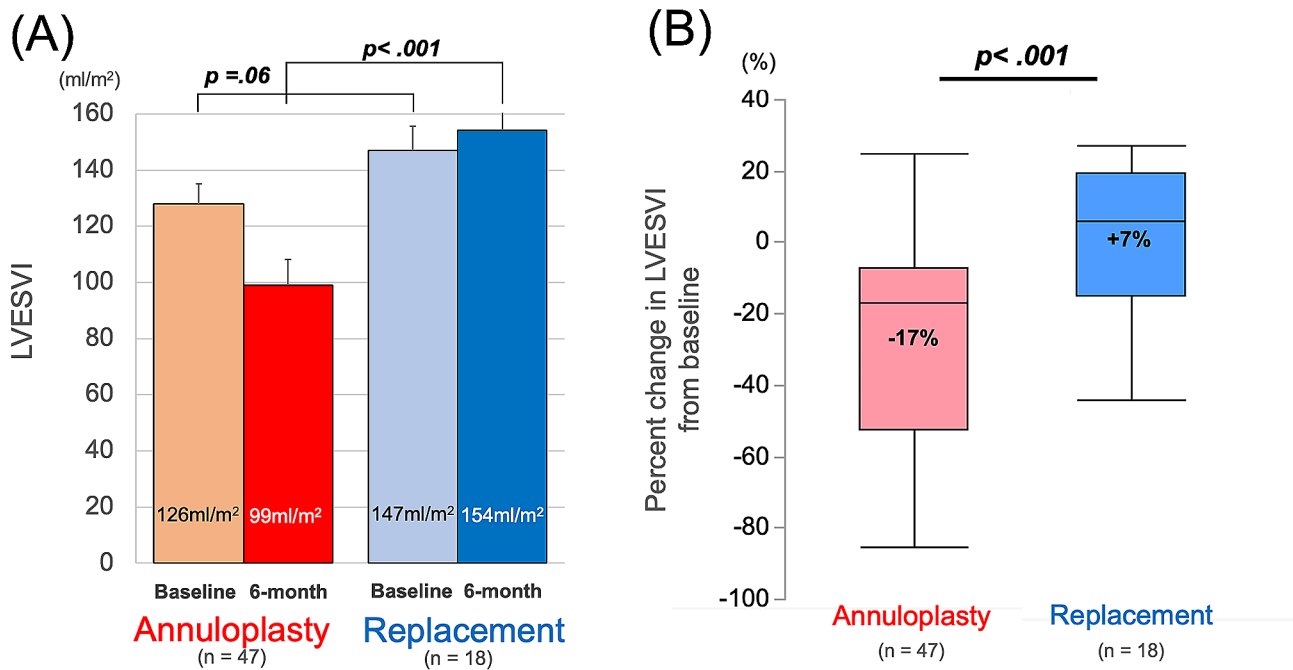 (A)
(ml/m²)
p =.06
p< .001
LVESVI
160
140
120
100
80
60
40
20
0
126ml/m²
99ml/m²
147ml/m²
154ml/m²
Baseline 6-month
Baseline 6-month
Annuloplasty
(n = 47)
Replacement
(n = 18)
(B)
(%)
p< .001
Percent change in LVESVI
from baseline
40
20
0
-20
-40
-60
-80
-100
-17%
+7%
Annuloplasty
(n = 47)
Replacement
(n = 18)